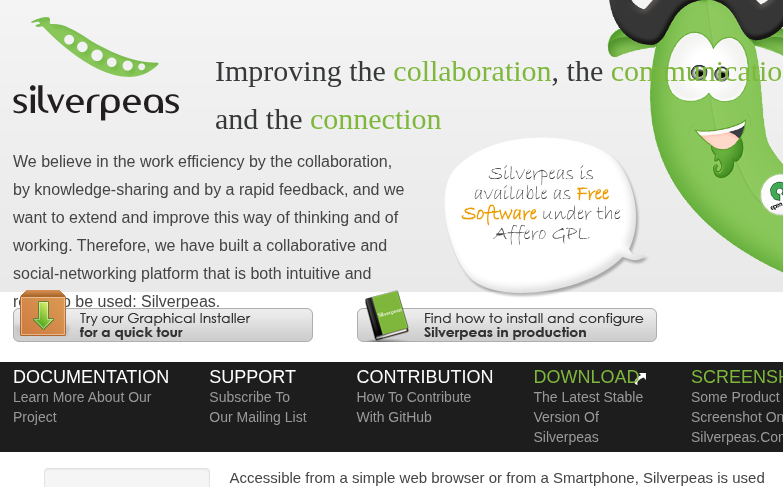 silverpeas
Improving the collaboration, the
and the connection
We believe in the work efficiency by the collaboration,
by knowledge-sharing and by a rapid feedback, and we
want to extend and improve this way of thinking and of
working. Therefore, we have built a collaborative and
social-networking platform that is both intuitive and
to be used: Silverpeas.
Silverpeas is
available as Free
Software under the
Affero GPL
Try our Graphical Installer
for a quick tour
Silverpeas
Find how to install and configure
Silverpeas in production
DOCUMENTATION
Learn More About Our
Project
SUPPORT
Subscribe To
Our Mailing List
CONTRIBUTION
How To Contribute
With GitHub
DOWNLOAD
The Latest Stable
Version Of
Silverpeas
SCREENSH
Some Product
Screenshot On
Silverpeas.Con
Accessible from a simple web browser or from a Smartphone, Silverpeas is used